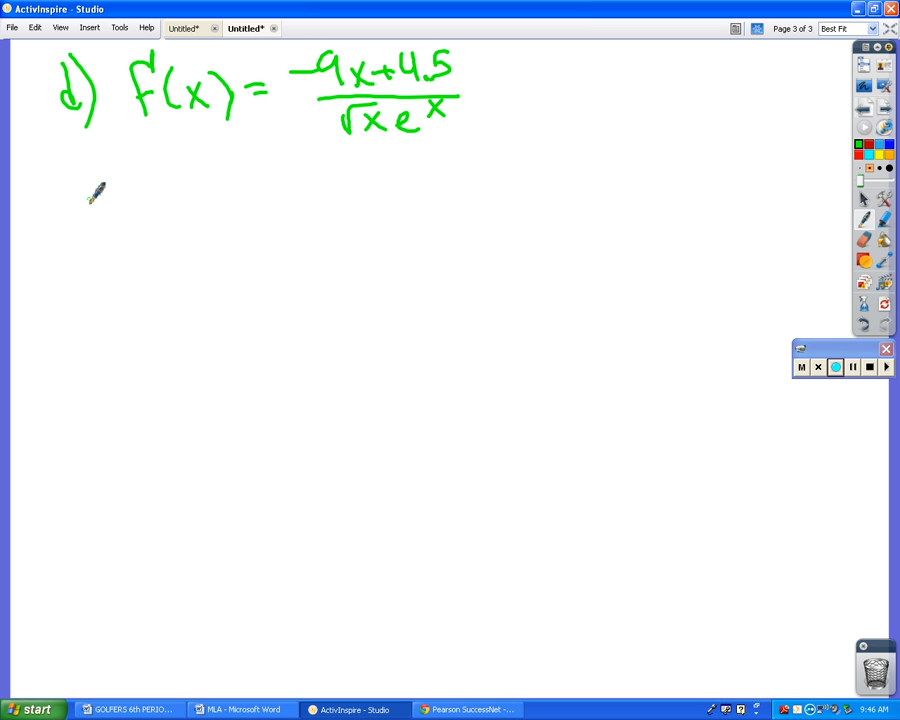 ActivInspire - Studio
File Edit View Insert Tools Help Untitled* Untitled* Page 3 of 3 Best Fit
d) f(x) = -9x+4.5
√x e^x
M
start GOLFERS 6th PERIO... MLA - Microsoft Word ActivInspire - Studio Pearson SuccessNet -... 9:46 AM